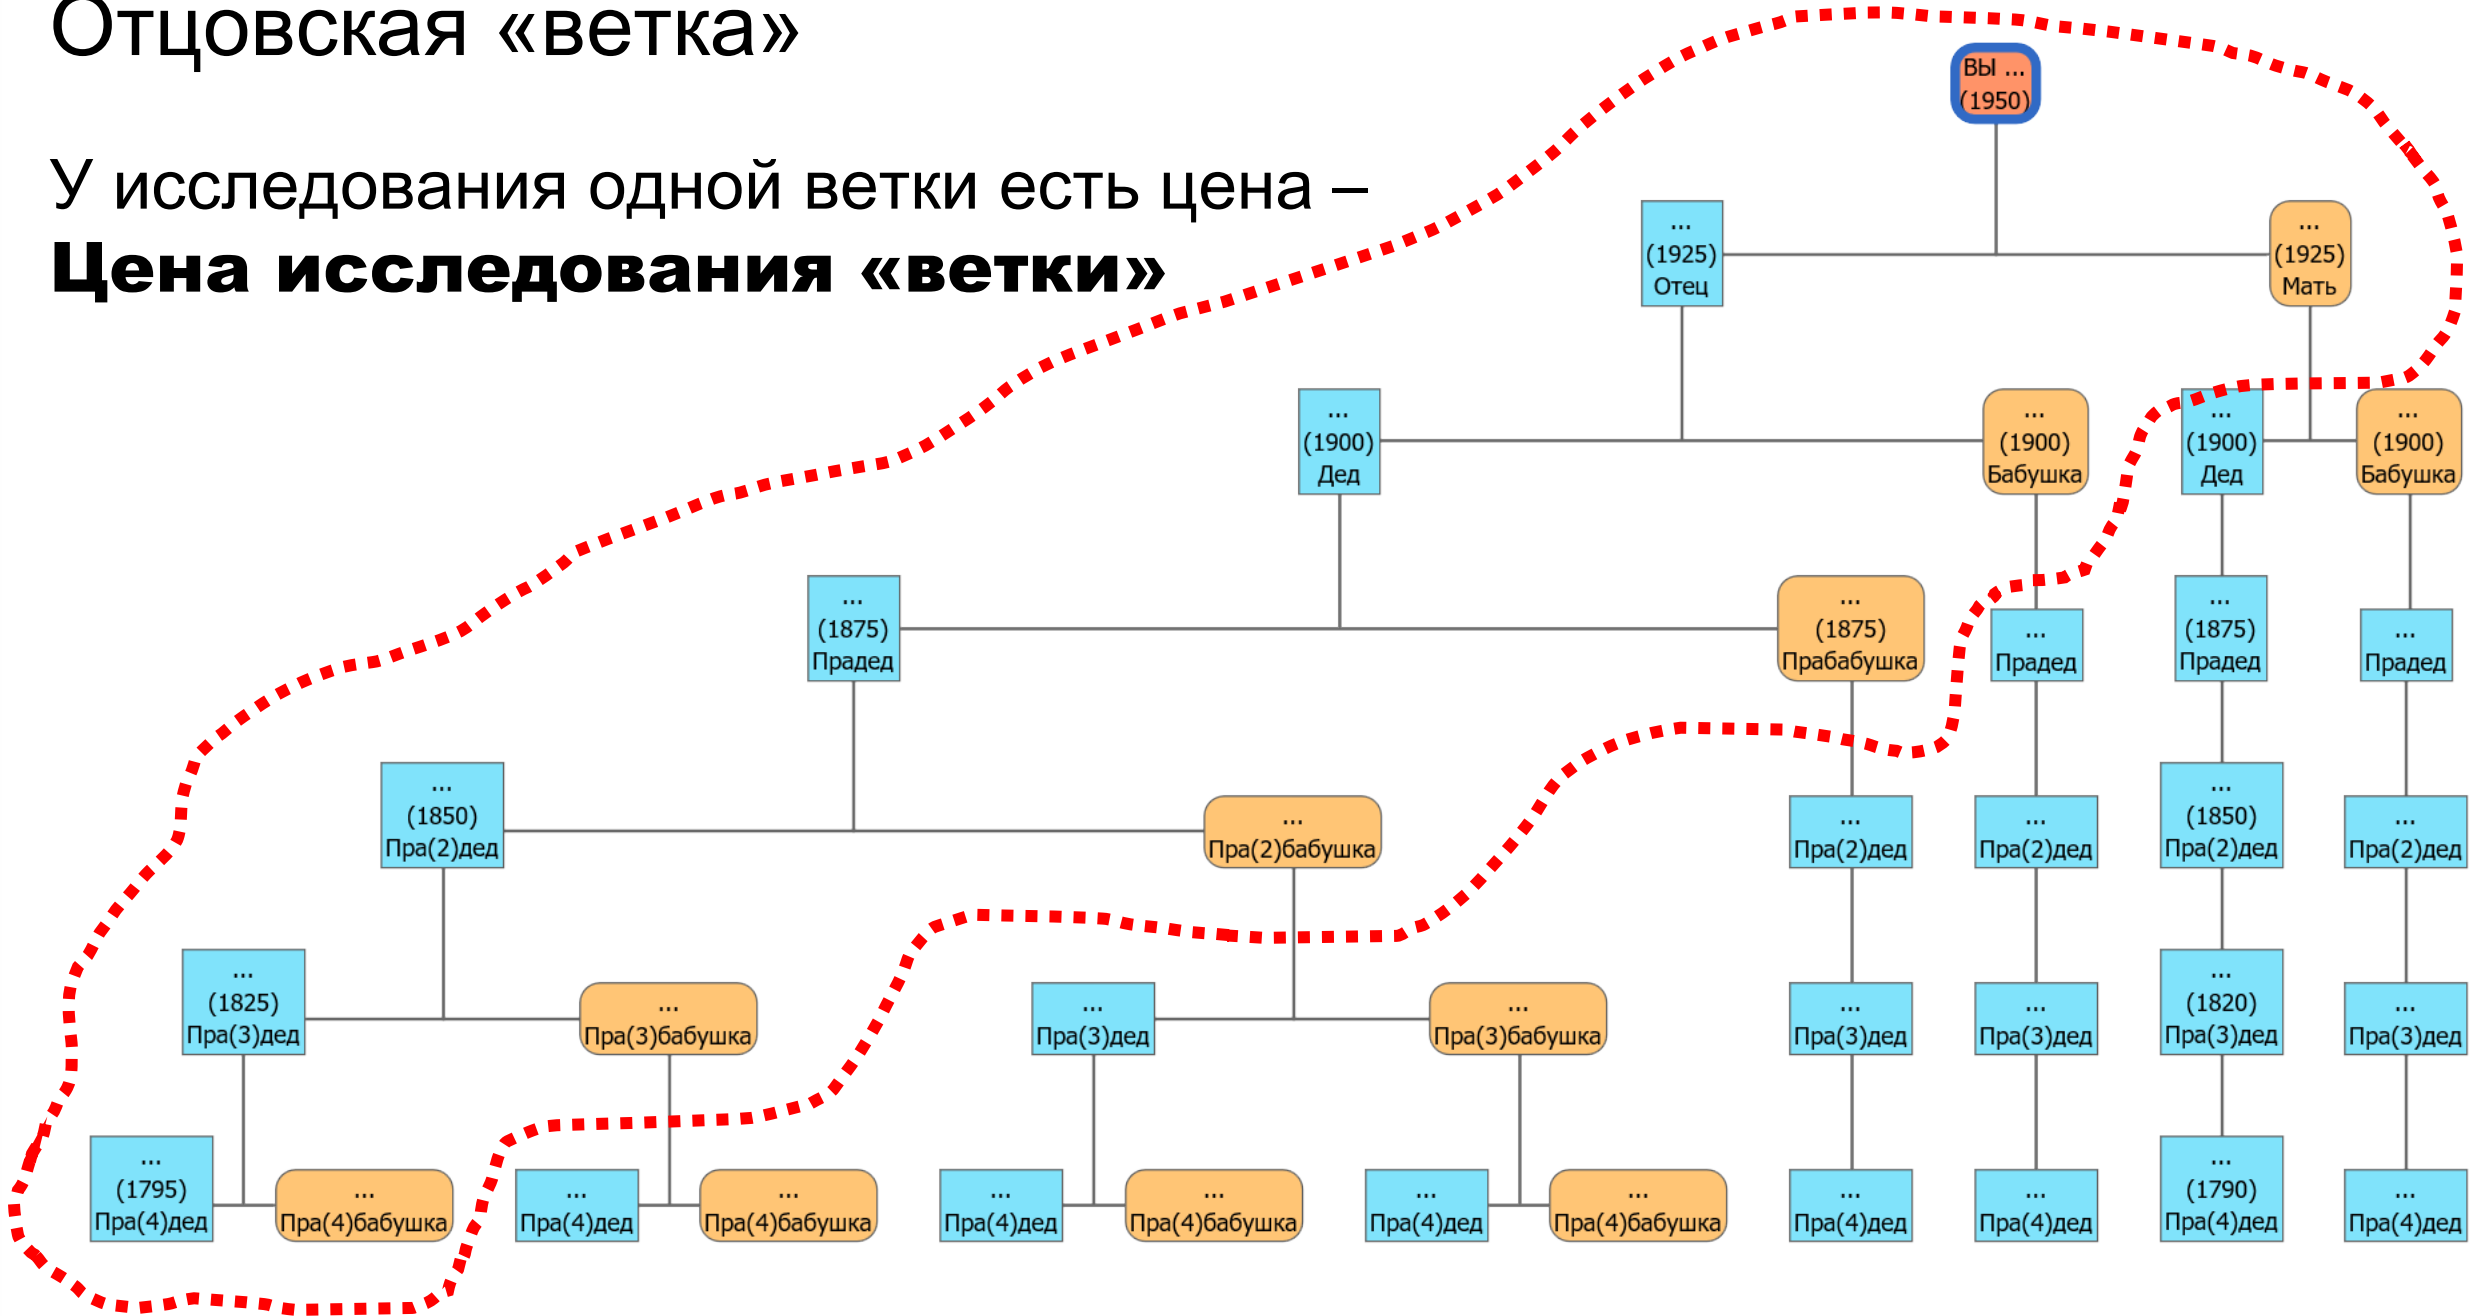 Отцовская «ветка»
У исследования одной ветки есть цена –
Цена исследования «ветки»
ВЫ ...
(1950)
...
(1925)
Отец
...
(1925)
Мать
...
(1900)
Дед
...
(1900)
Бабушка
...
(1900)
Дед
...
(1900)
Бабушка
...
(1875)
Прадед
...
(1875)
Прабабушка
...
Прадед
...
(1875)
Прадед
...
Прадед
...
(1850)
Пра(2)дед
...
Пра(2)бабушка
...
Пра(2)дед
...
Пра(2)дед
...
(1850)
Пра(2)дед
...
Пра(2)дед
...
(1825)
Пра(3)дед
...
Пра(3)бабушка
...
Пра(3)дед
...
Пра(3)бабушка
...
Пра(3)дед
...
Пра(3)дед
...
(1820)
Пра(3)дед
...
Пра(3)дед
...
(1795)
Пра(4)дед
...
Пра(4)бабушка
...
Пра(4)дед
...
Пра(4)бабушка
...
Пра(4)дед
...
Пра(4)бабушка
...
Пра(4)дед
...
Пра(4)бабушка
...
Пра(4)дед
...
Пра(4)дед
...
(1790)
Пра(4)дед
...
Пра(4)дед